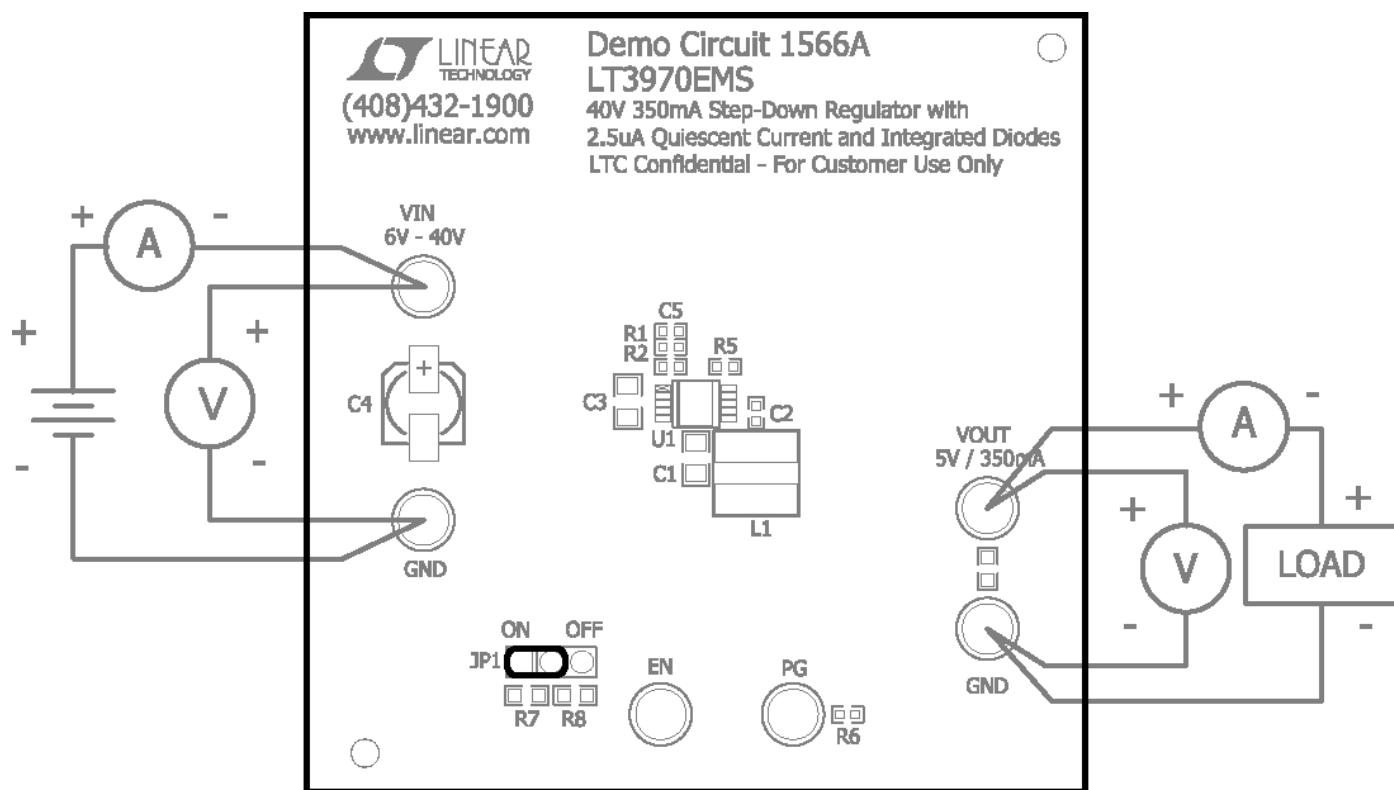 LINEAR
TECHNOLOGY
(408)432-1900
www.linear.com
Demo Circuit 1566A
LT3970EMS
40V 350mA Step-Down Regulator with
2.5uA Quiescent Current and Integrated Diodes
LTC Confidential - For Customer Use Only
+ A -
VIN
6V - 40V
+
+
V
-
-
C4
+
GND
C5
R1
R2
R5
C3
C2
U1
C1
L1
VOUT
5V / 350mA
+ A -
+
V
-
+
LOAD
-
GND
ON OFF
JP1
R7 R8
EN
PG
R6